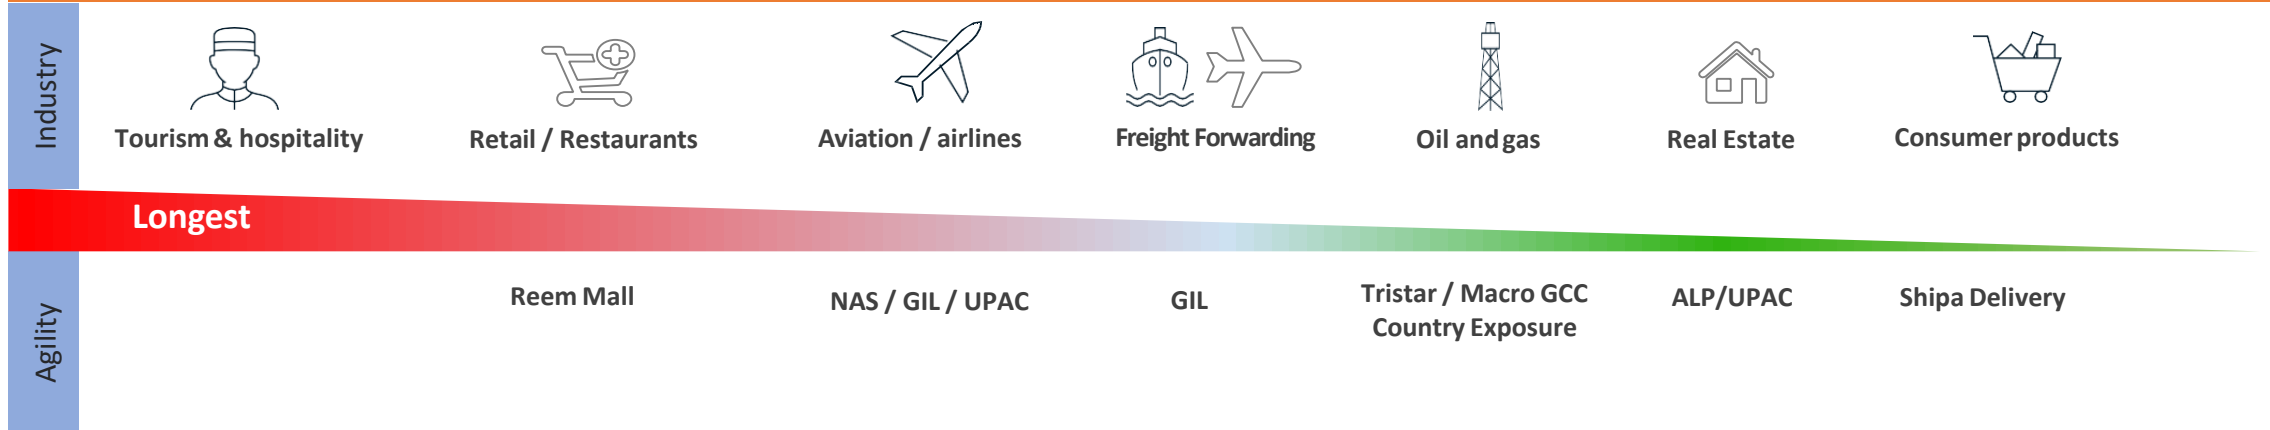 Industry
Tourism & hospitality
Retail / Restaurants
Aviation / airlines
Freight Forwarding
Oil and gas
Real Estate
Consumer products
Longest
Agility
Reem Mall
NAS / GIL / UPAC
GIL
Tristar / Macro GCC
Country Exposure
ALP/UPAC
Shipa Delivery